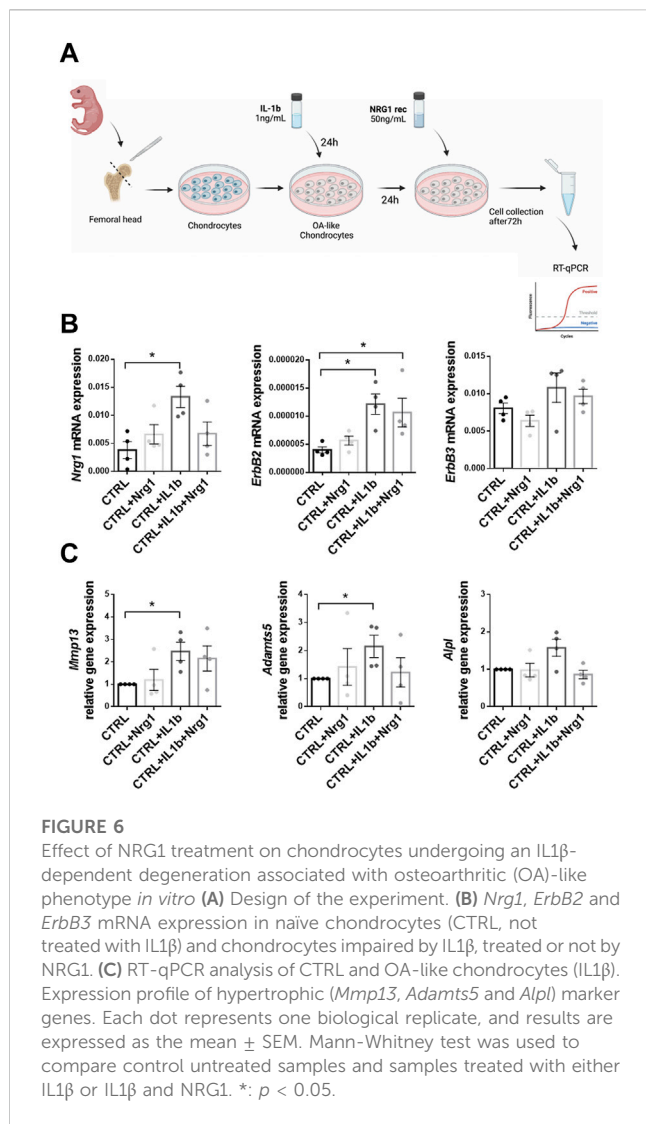 A
IL-1b
1ng/mL
NRG1 rec
50ng/mL
24h
24h
Femoral head
Chondrocytes
OA-like
Chondrocytes
Cell collection
after72h
RT-qPCR
Fluorescence
Positive
Threshold
Negative
Cycles
B
Nrg1 mRNA expression
0.020
0.015
0.010
0.005
0.000
*
CTRL
CTRL+Nrg1
CTRL+IL1b
CTRL+IL1b+Nrg1
ErbB2 mRNA expression
0.000020
0.000015
0.000010
0.000005
0.000000
*
*
CTRL
CTRL+Nrg1
CTRL+IL1b
CTRL+IL1b+Nrg1
ErbB3 mRNA expression
0.015
0.010
0.005
0.000
CTRL
CTRL+Nrg1
CTRL+IL1b
CTRL+IL1b+Nrg1
C
Mmp13
relative gene expression
4
3
2
1
0
*
CTRL
CTRL+Nrg1
CTRL+IL1b
CTRL+IL1b+Nrg1
Adamts5
relative gene expression
4
3
2
1
0
*
CTRL
CTRL+Nrg1
CTRL+IL1b
CTRL+IL1b+Nrg1
Alpl
relative gene expression
3
2
1
0
CTRL
CTRL+Nrg1
CTRL+IL1b
CTRL+IL1b+Nrg1
FIGURE 6
Effect of NRG1 treatment on chondrocytes undergoing an IL1β-
dependent degeneration associated with osteoarthritic (OA)-like
phenotype in vitro (A) Design of the experiment. (B) Nrg1, ErbB2 and
ErbB3 mRNA expression in naïve chondrocytes (CTRL, not
treated with IL1β) and chondrocytes impaired by IL1β, treated or not by
NRG1. (C) RT-qPCR analysis of CTRL and OA-like chondrocytes (IL1β).
Expression profile of hypertrophic (Mmp13, Adamts5 and Alpl) marker
genes. Each dot represents one biological replicate, and results are
expressed as the mean ± SEM. Mann-Whitney test was used to
compare control untreated samples and samples treated with either
IL1β or IL1β and NRG1. *: p < 0.05.